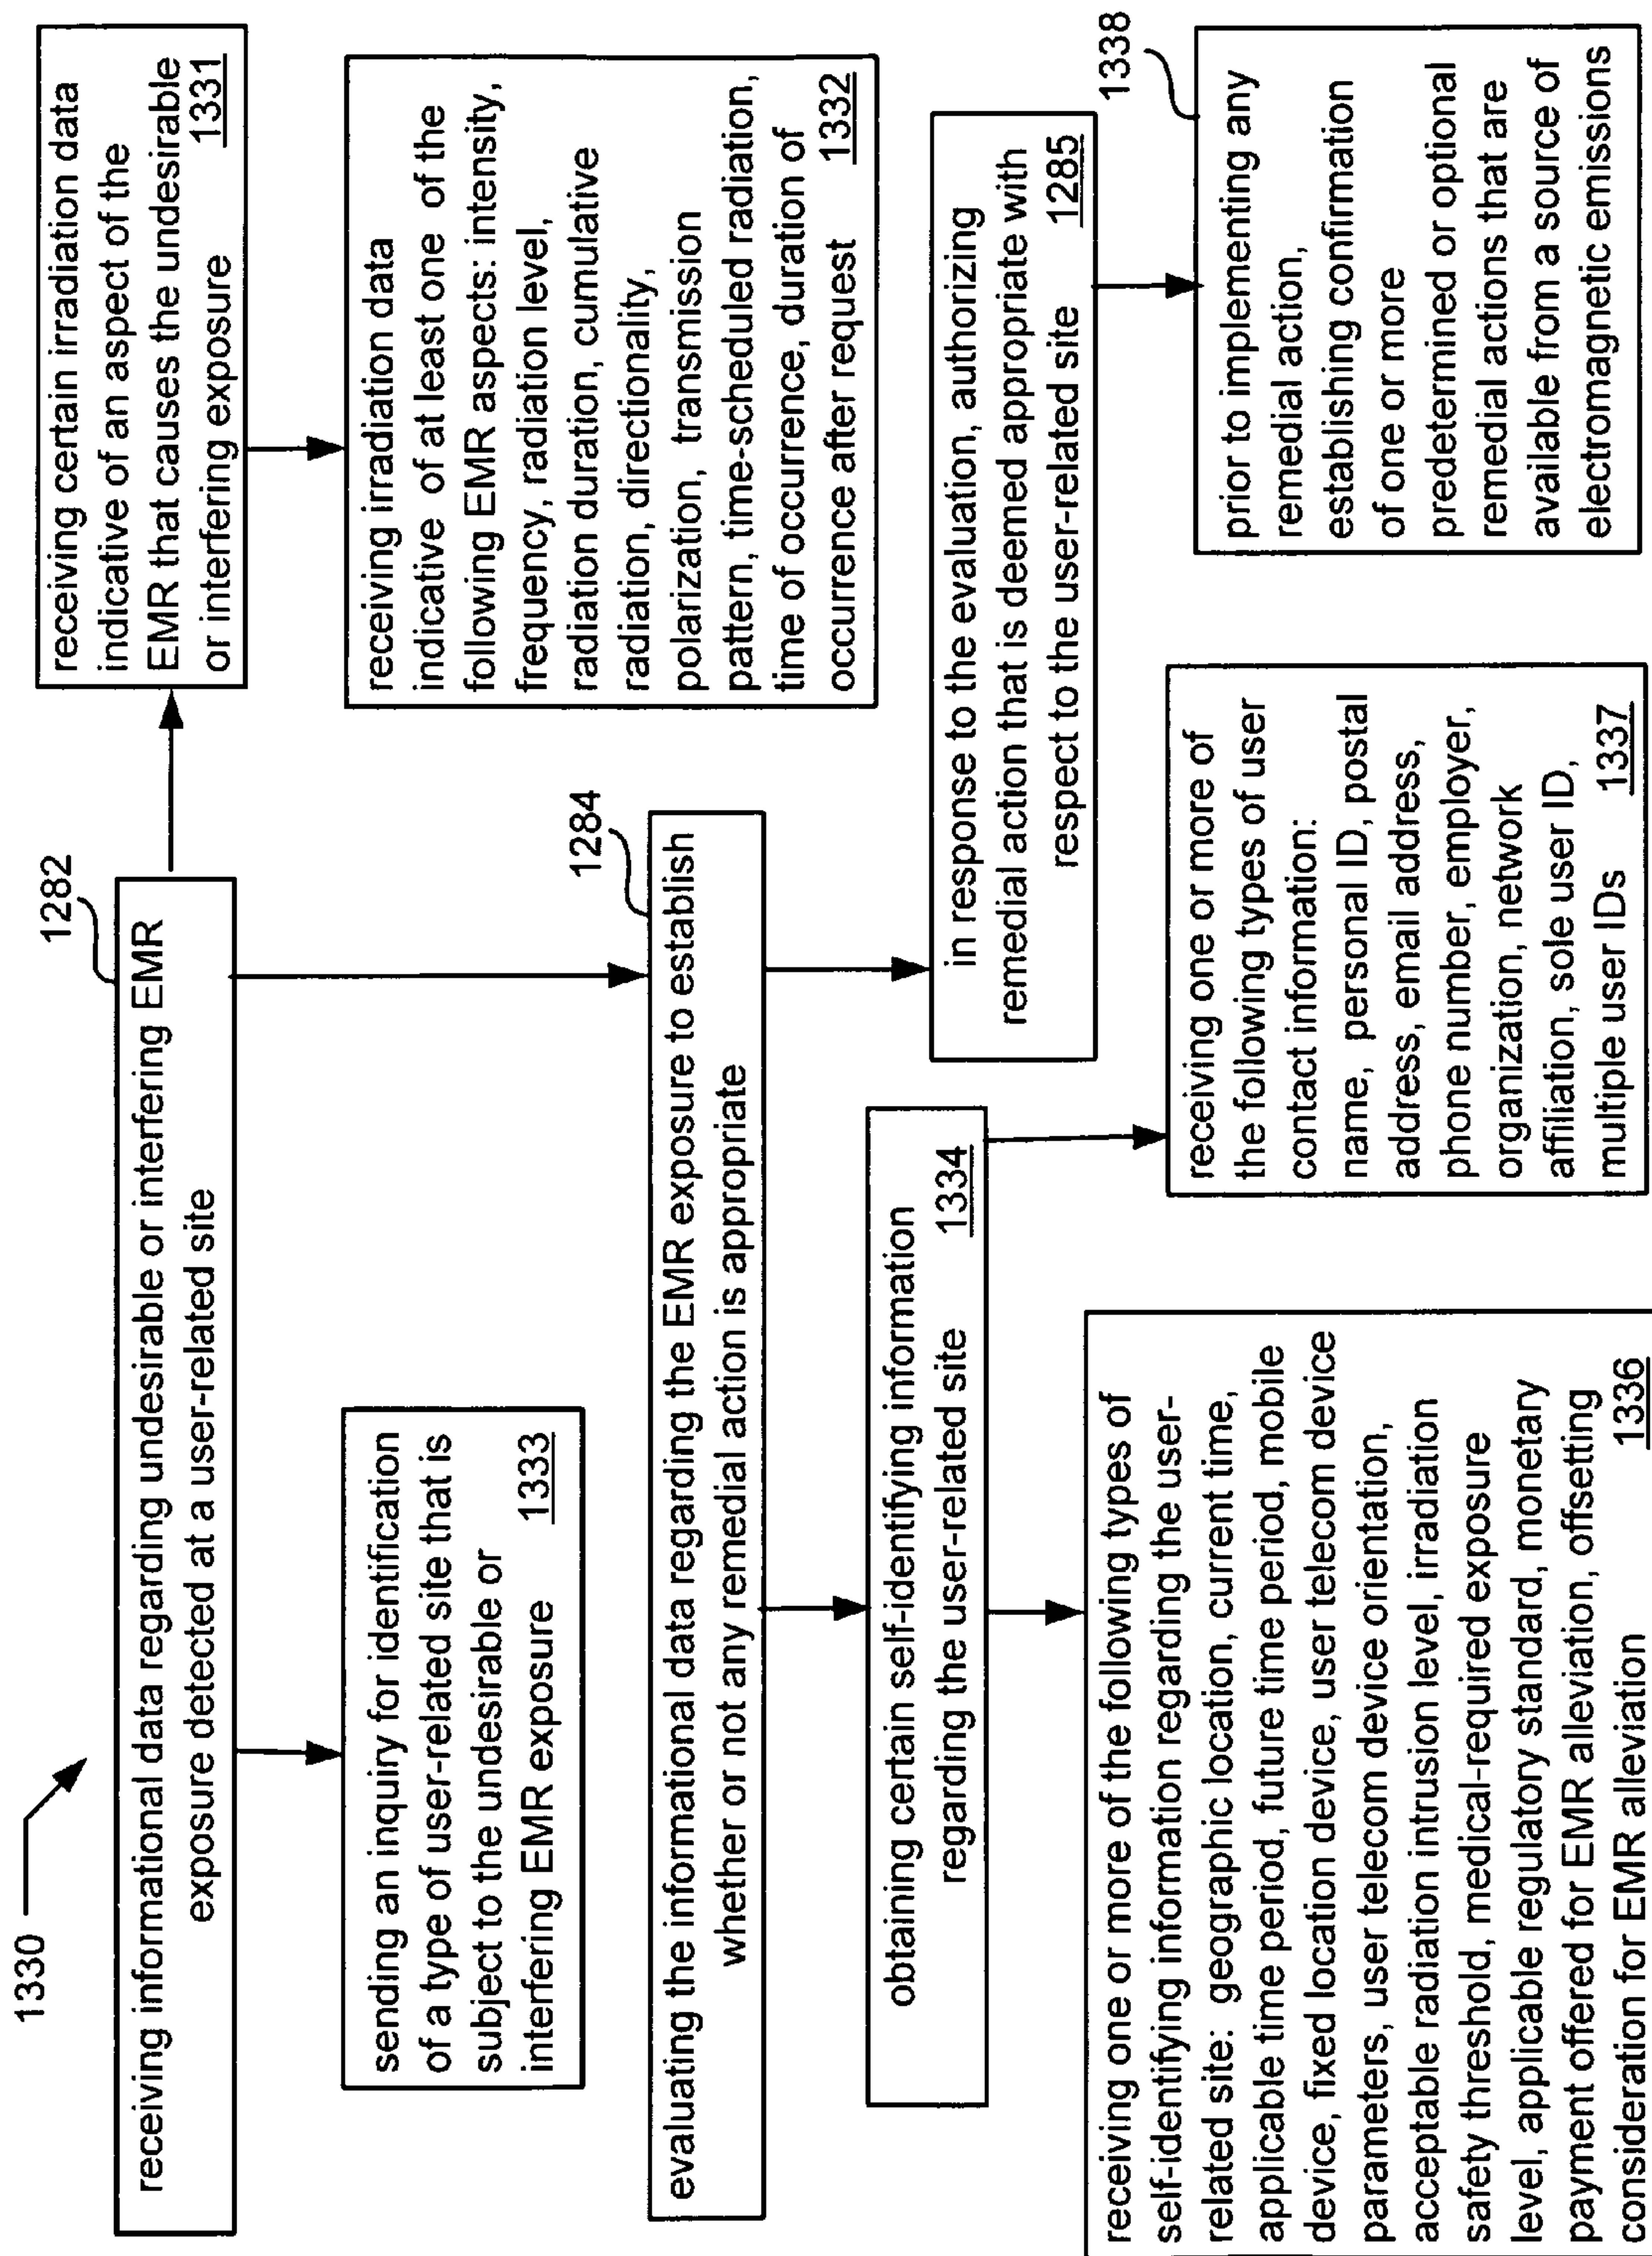 1330
1282
receiving informational data regarding undesirable or interfering EMR
exposure detected at a user-related site
receiving certain irradiation data
indicative of an aspect of the
EMR that causes the undesirable
or interfering exposure 1331
sending an inquiry for identification
of a type of user-related site that is
subject to the undesirable or
interfering EMR exposure 1333
receiving irradiation data
indicative of at least one of the
following EMR aspects: intensity,
frequency, radiation level,
radiation duration, cumulative
radiation, directionality,
polarization, transmission
pattern, time-scheduled radiation,
time of occurrence, duration of
occurrence after request 1332
1284
evaluating the informational data regarding the EMR exposure to establish
whether or not any remedial action is appropriate
obtaining certain self-identifying information
regarding the user-related site 1334
in response to the evaluation, authorizing
remedial action that is deemed appropriate with
respect to the user-related site 1285
receiving one or more of the following types of
self-identifying information regarding the user-
related site: geographic location, current time,
applicable time period, future time period, mobile
device, fixed location device, user telecom device
parameters, user telecom device orientation,
acceptable radiation intrusion level, irradiation
safety threshold, medical-required exposure
level, applicable regulatory standard, monetary
payment offered for EMR alleviation, offsetting
consideration for EMR alleviation 1336
receiving one or more of
the following types of user
contact information:
name, personal ID, postal
address, email address,
phone number, employer,
organization, network
affiliation, sole user ID,
multiple user IDs 1337
1338
prior to implementing any
remedial action,
establishing confirmation
of one or more
predetermined or optional
remedial actions that are
available from a source of
electromagnetic emissions